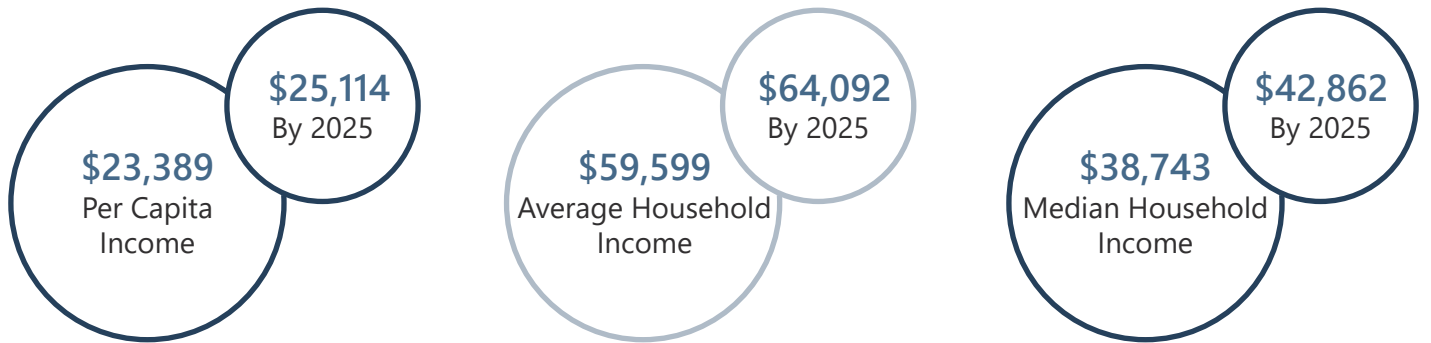 $25,114
By 2025
$23,389
Per Capita
Income
$64,092
By 2025
$59,599
Average Household
Income
$42,862
By 2025
$38,743
Median Household
Income